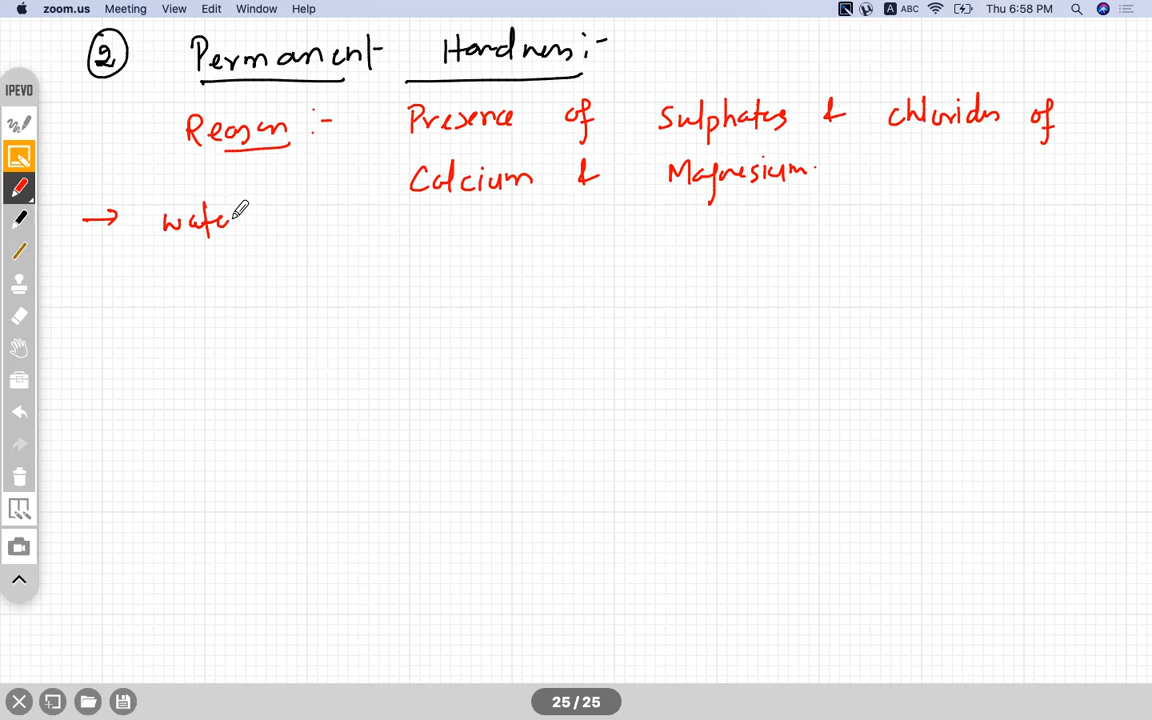 zoom.us Meeting View Edit Window Help ABC Thu 6:58 PM
② Permanent Hardness:-
IPEVO
Reason :- Presence of Sulphates & chlorides of
Calcium & Magnesium.
→ wate
25 / 25